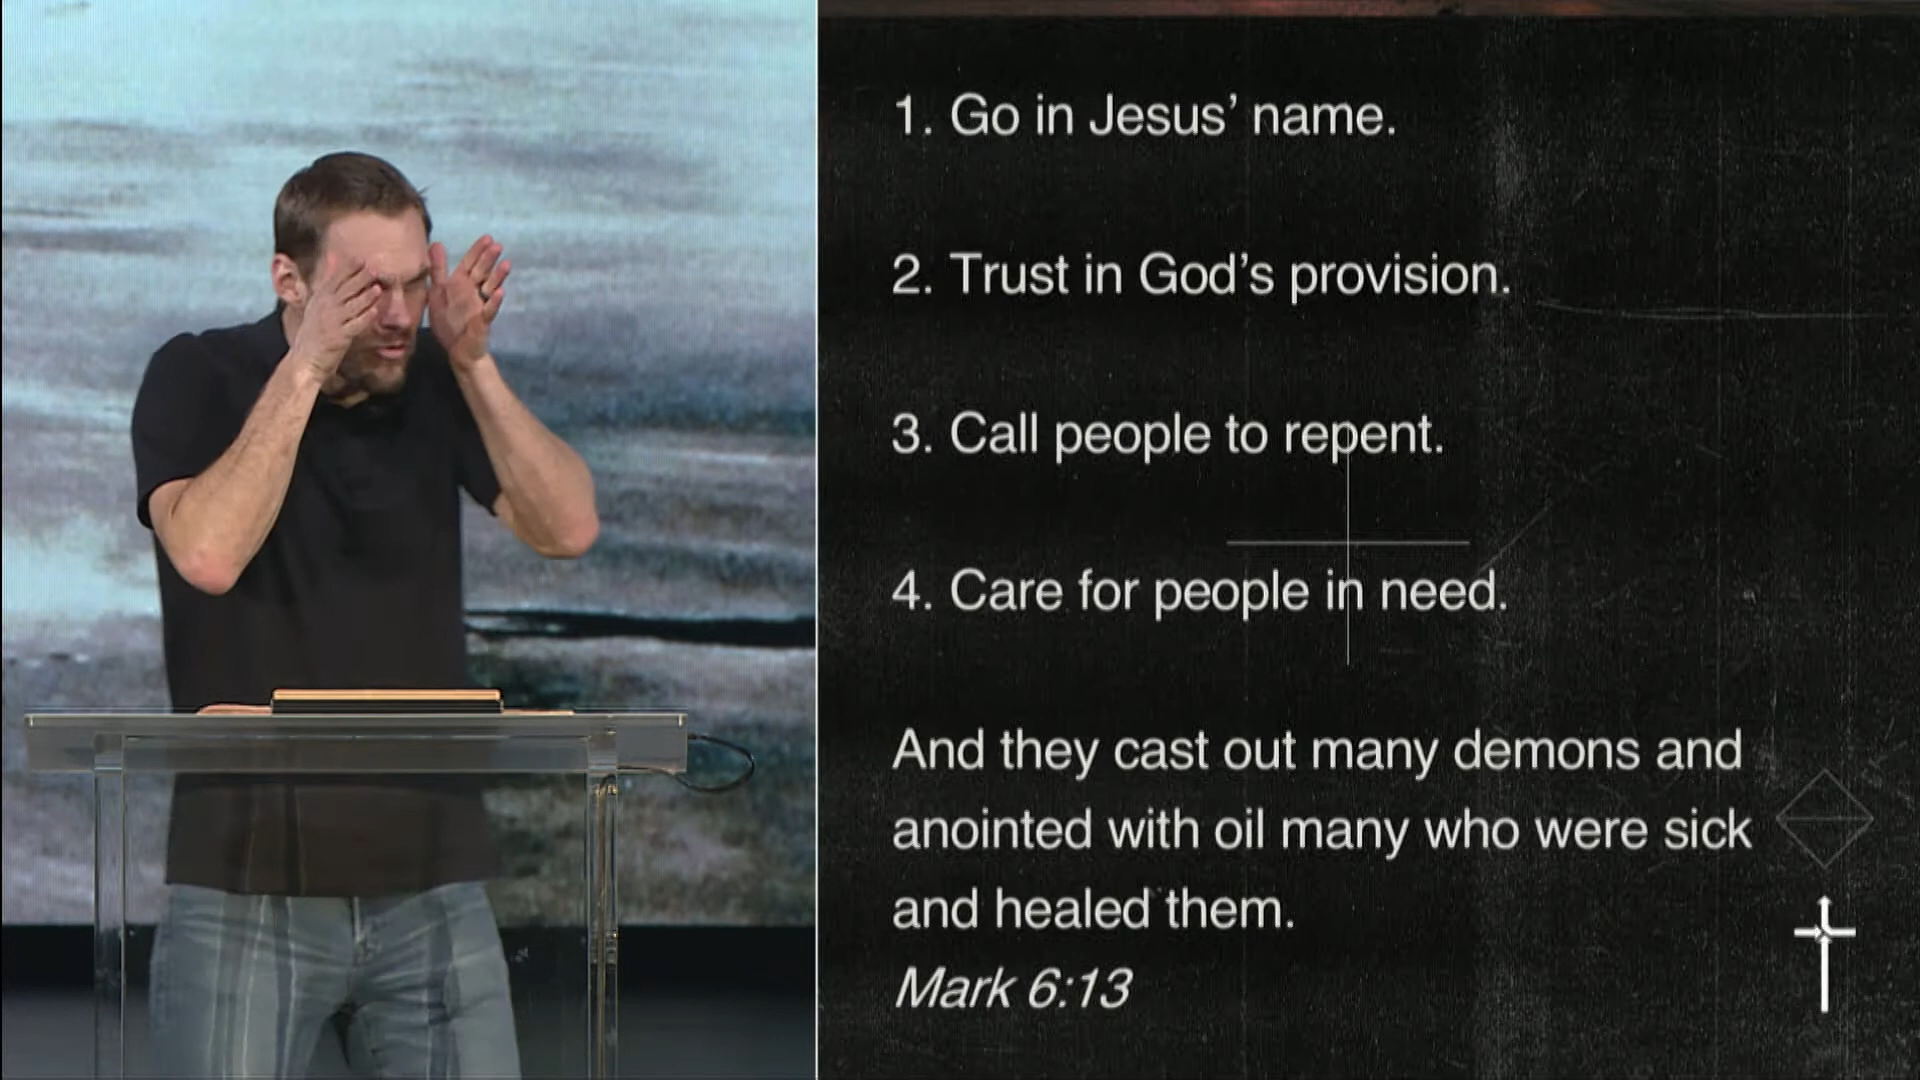 1. Go in Jesus’ name.
2. Trust in God’s provision.
3. Call people to repent.
4. Care for people in need.
And they cast out many demons and
anointed with oil many who were sick
and healed them.
Mark 6:13